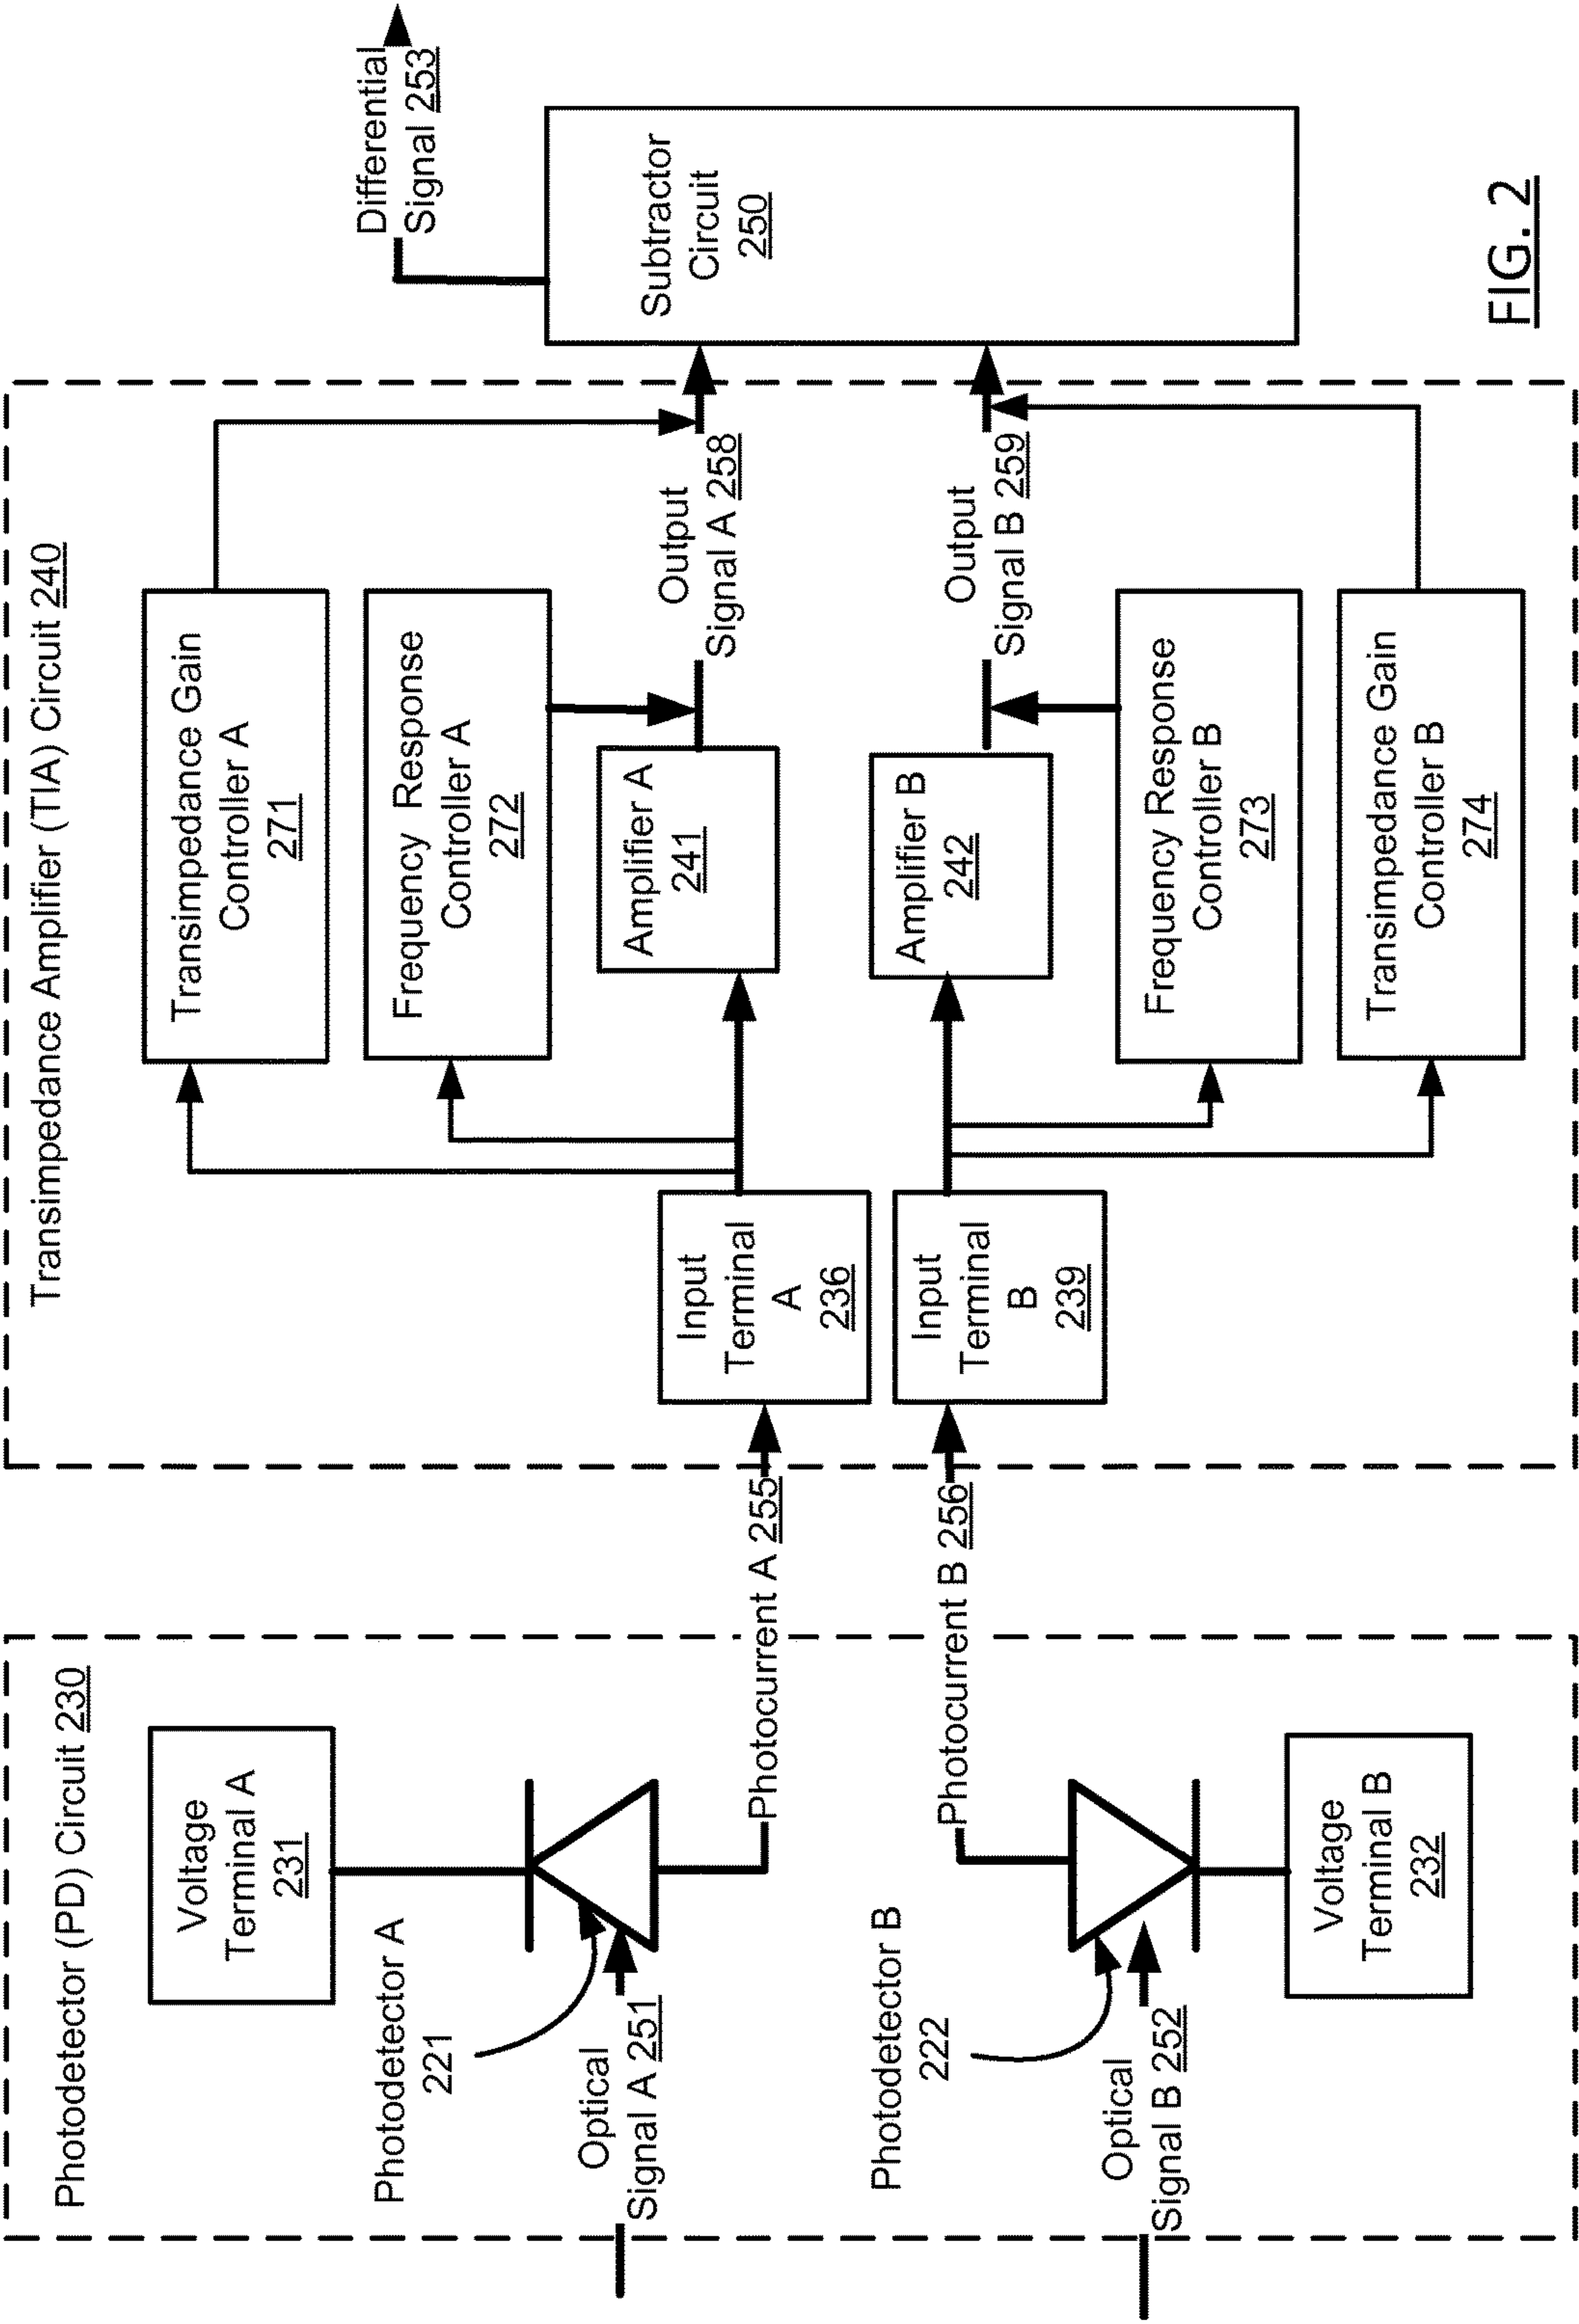 Photodetector (PD) Circuit 230
Voltage
Terminal A
231
Photodetector A
221
Optical
Signal A 251
Photocurrent A 255
Photodetector B
222
Optical
Signal B 252
Photocurrent B 256
Voltage
Terminal B
232
Transimpedance Amplifier (TIA) Circuit 240
Transimpedance Gain
Controller A
271
Frequency Response
Controller A
272
Input
Terminal
A
236
Amplifier A
241
Output
Signal A 258
Input
Terminal
B
239
Amplifier B
242
Output
Signal B 259
Frequency Response
Controller B
273
Transimpedance Gain
Controller B
274
Differential
Signal 253
Subtractor
Circuit
250
FIG. 2